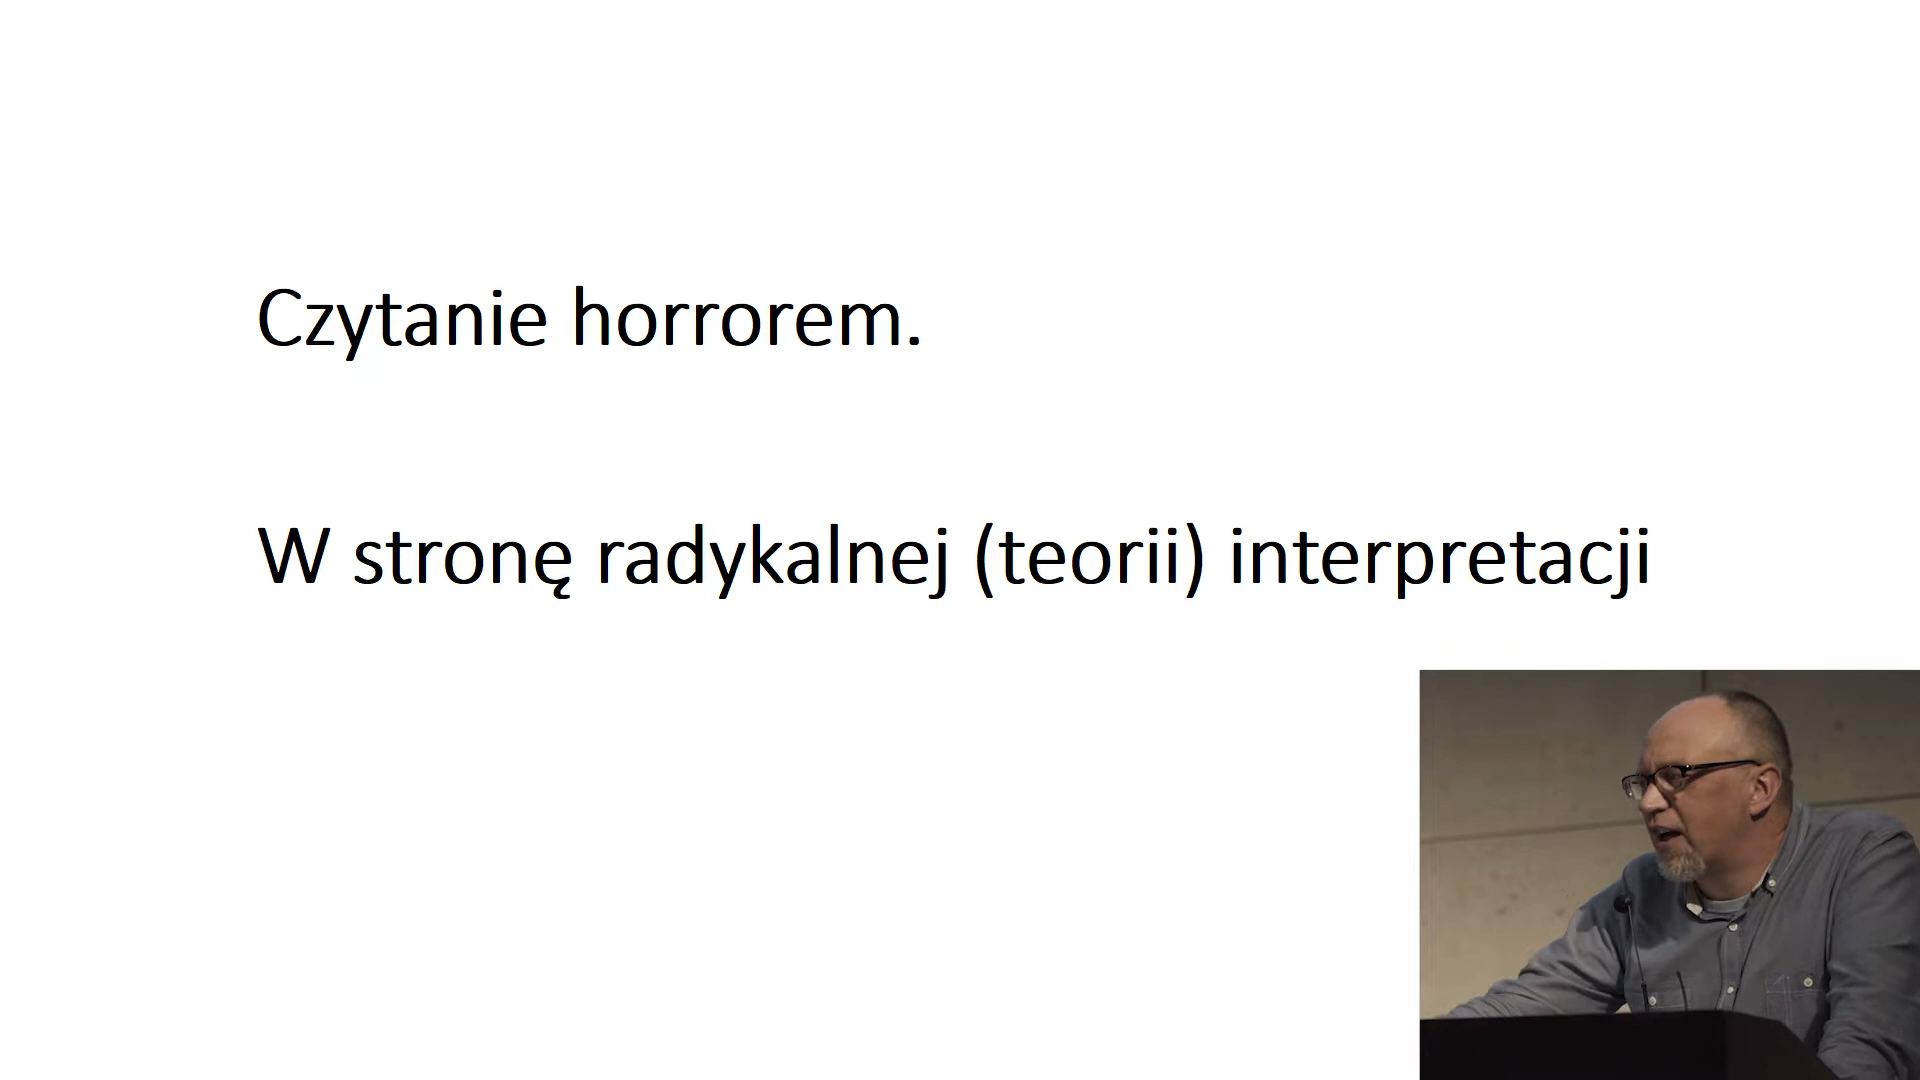 Czytanie horrorem.
W stronę radykalnej (teorii) interpretacji